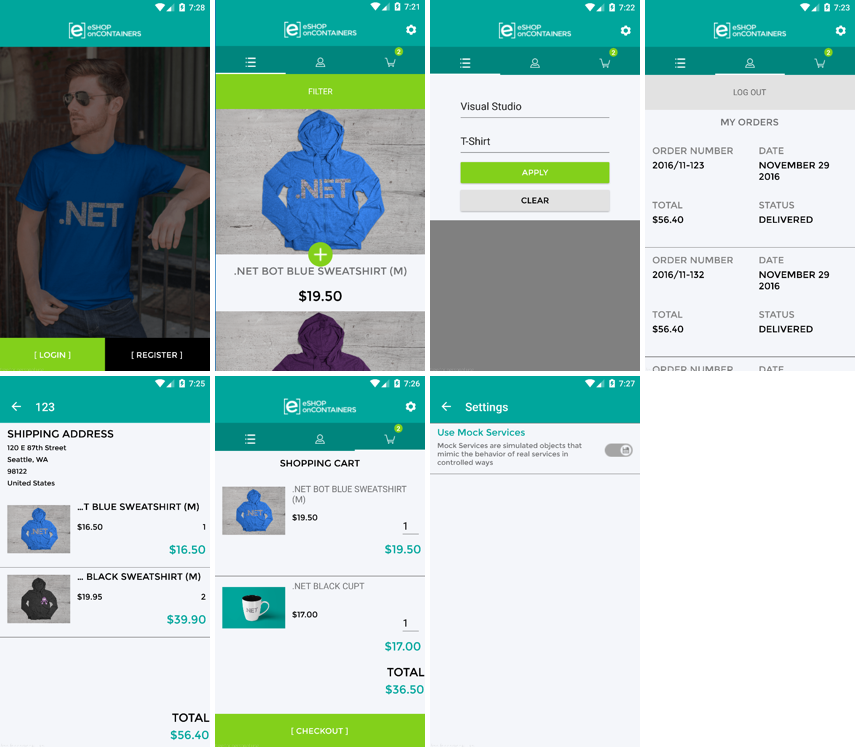 7:28
eSHOP
onCONTAINERS
.NET
[ LOGIN ]
[ REGISTER ]
7:21
eSHOP
onCONTAINERS
2
FILTER
.NET
.NET BOT BLUE SWEATSHIRT (M)
$19.50
7:22
eSHOP
onCONTAINERS
2
Visual Studio
T-Shirt
APPLY
CLEAR
7:23
eSHOP
onCONTAINERS
2
LOG OUT
MY ORDERS
ORDER NUMBER
DATE
2016/11-123
NOVEMBER 29
2016
TOTAL
STATUS
$56.40
DELIVERED
ORDER NUMBER
DATE
2016/11-132
NOVEMBER 29
2016
TOTAL
STATUS
$56.40
DELIVERED
ORDER NUMBER
DATE
7:25
123
SHIPPING ADDRESS
120 E 87th Street
Seattle, WA
98122
United States
...T BLUE SWEATSHIRT (M)
.NET
$16.50
1
$16.50
... BLACK SWEATSHIRT (M)
$19.95
2
$39.90
TOTAL
$56.40
7:26
eSHOP
onCONTAINERS
2
SHOPPING CART
.NET BOT BLUE SWEATSHIRT
(M)
.NET
$19.50
1
$19.50
.NET BLACK CUPT
.NET
$17.00
1
$17.00
TOTAL
$36.50
[ CHECKOUT ]
7:27
Settings
Use Mock Services
Mock Services are simulated objects that
mimic the behavior of real services in
controlled ways